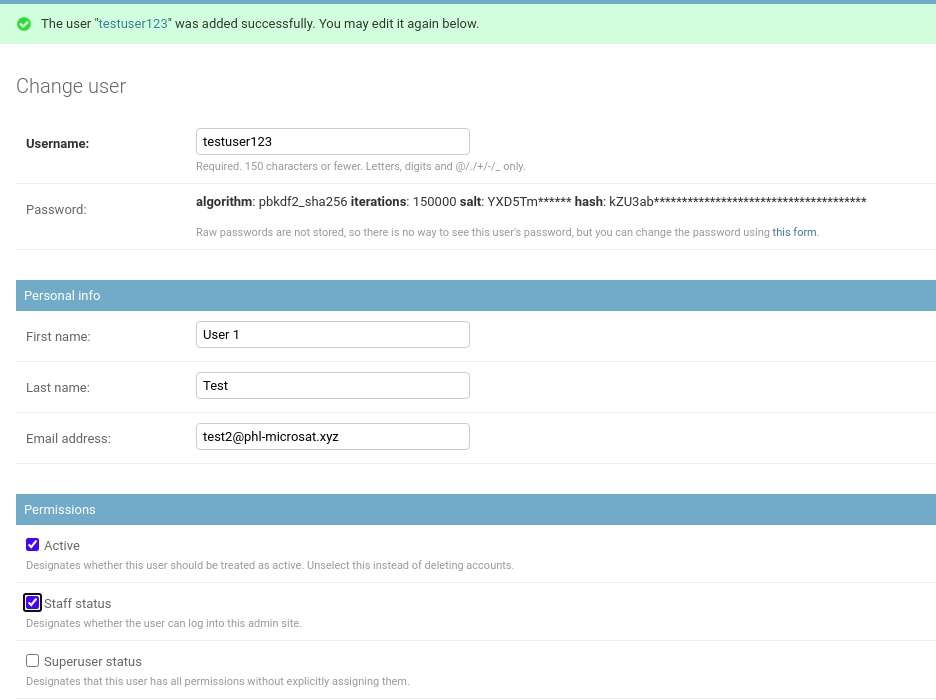 The user "testuser123" was added successfully. You may edit it again below.
Change user
Username:
testuser123
Required. 150 characters or fewer. Letters, digits and @/./+/-/_ only.
Password:
algorithm: pbkdf2_sha256 iterations: 150000 salt: YXD5Tm****** hash: kZU3ab**************************************
Raw passwords are not stored, so there is no way to see this user's password, but you can change the password using this form.
Personal info
First name:
User 1
Last name:
Test
Email address:
test2@phl-microsat.xyz
Permissions
Active
Designates whether this user should be treated as active. Unselect this instead of deleting accounts.
Staff status
Designates whether the user can log into this admin site.
Superuser status
Designates that this user has all permissions without explicitly assigning them.